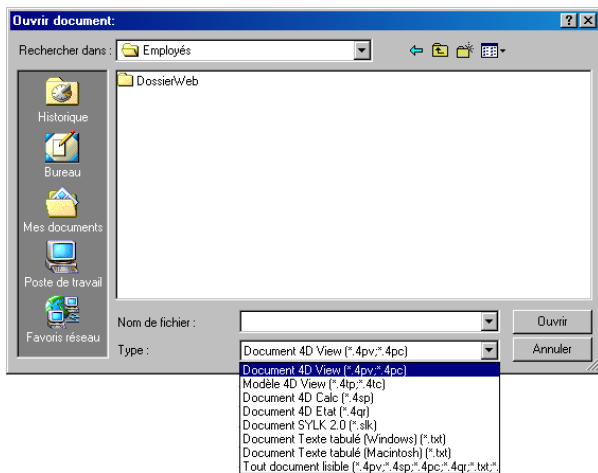 Ouvrir document:
Rechercher dans : Employés
DossierWeb
Historique
Bureau
Mes documents
Poste de travail
Favoris réseau
Nom de fichier :
Ouvrir
Type : Document 4D View (*.4pv;*.4pc)
Annuler
Document 4D View (*.4pv;*.4pc)
Modèle 4D View (*.4tp;*.4tc)
Document 4D Calc (*.4sp)
Document 4D Etat (*.4qr)
Document SYLK 2.0 (*.slk)
Document Texte tabulé (Windows) (*.txt)
Document Texte tabulé (Macintosh) (*.txt)
Tout document lisible (*.4pv;*.4sp;*.4pc;*.4qr;*.txt;*.